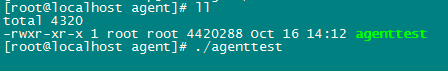 [root@localhost agent]# ll
total 4320
-rwxr-xr-x 1 root root 4420288 Oct 16 14:12 agenttest
[root@localhost agent]# ./agenttest